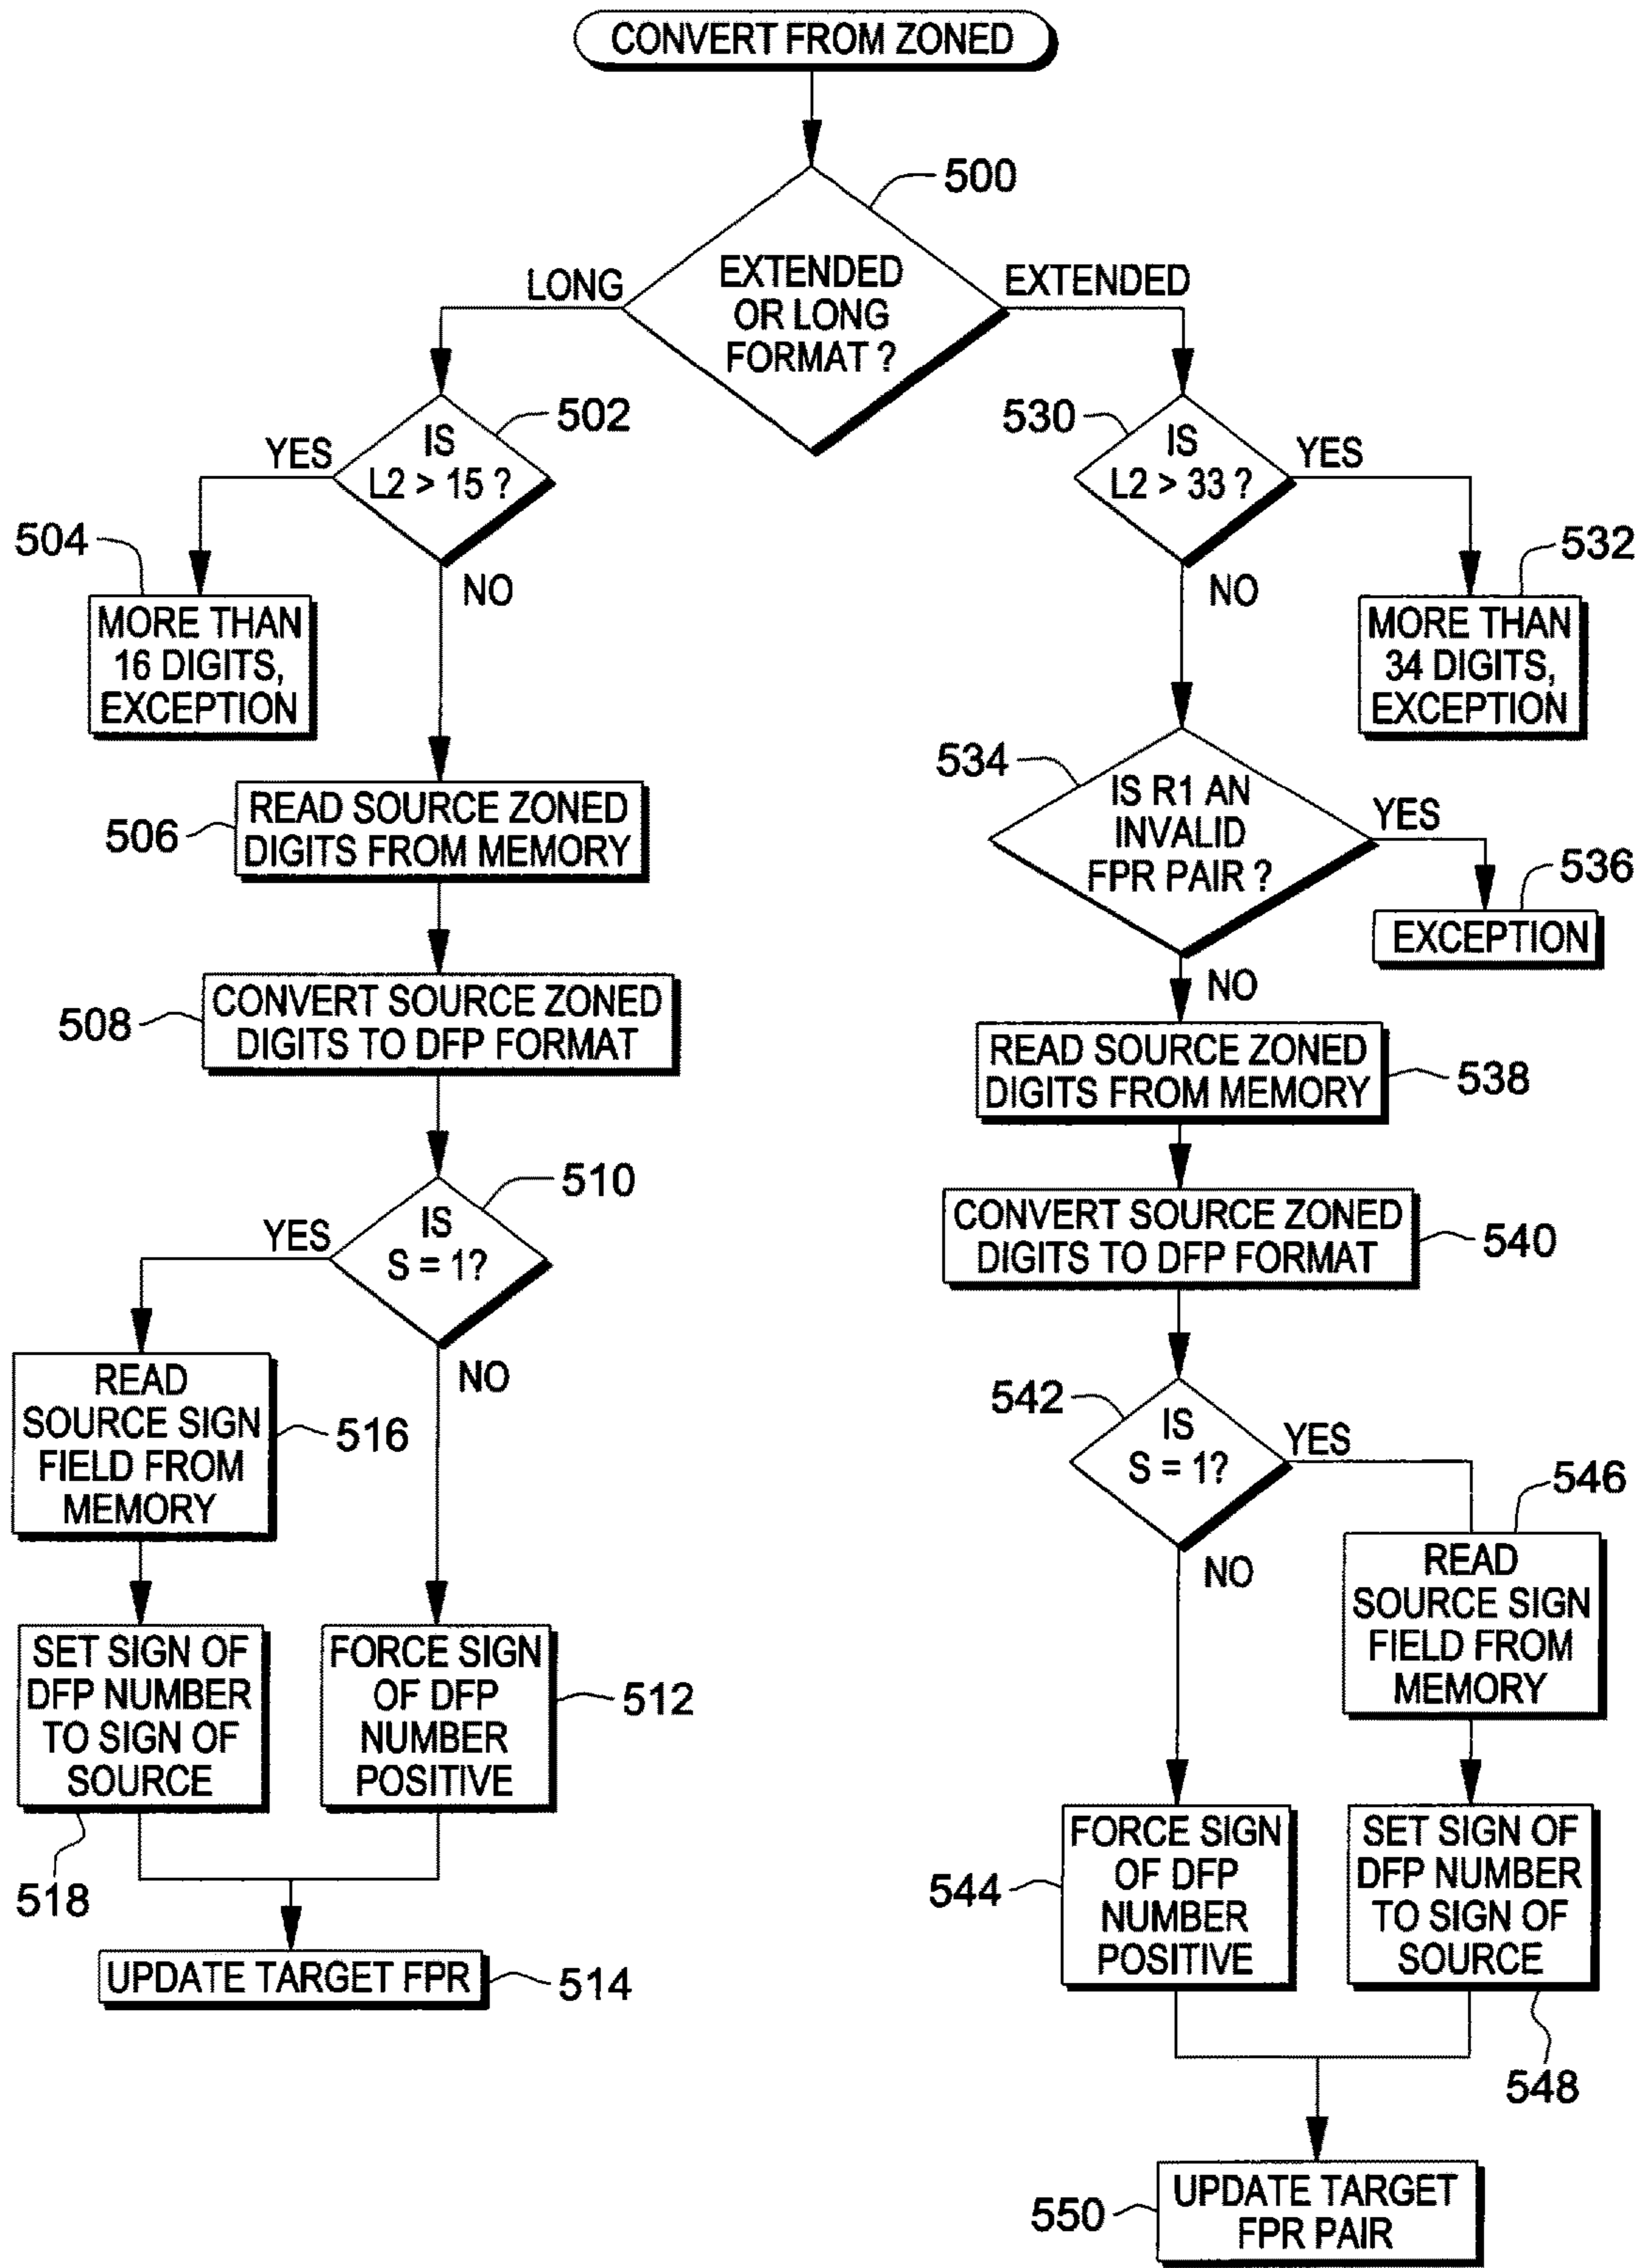 CONVERT FROM ZONED
500
EXTENDED
OR LONG
FORMAT ?
LONG
EXTENDED
502
IS
L2 > 15 ?
YES
NO
504
MORE THAN
16 DIGITS,
EXCEPTION
506
READ SOURCE ZONED
DIGITS FROM MEMORY
508
CONVERT SOURCE ZONED
DIGITS TO DFP FORMAT
510
IS
S = 1?
YES
NO
READ
SOURCE SIGN
FIELD FROM
MEMORY
516
SET SIGN OF
DFP NUMBER
TO SIGN OF
SOURCE
518
FORCE SIGN
OF DFP
NUMBER
POSITIVE
512
UPDATE TARGET FPR
514
530
IS
L2 > 33 ?
YES
NO
532
MORE THAN
34 DIGITS,
EXCEPTION
534
IS R1 AN
INVALID
FPR PAIR ?
YES
NO
536
EXCEPTION
READ SOURCE ZONED
DIGITS FROM MEMORY
538
CONVERT SOURCE ZONED
DIGITS TO DFP FORMAT
540
542
IS
S = 1?
YES
NO
546
READ
SOURCE SIGN
FIELD FROM
MEMORY
544
FORCE SIGN
OF DFP
NUMBER
POSITIVE
SET SIGN OF
DFP NUMBER
TO SIGN OF
SOURCE
548
550
UPDATE TARGET
FPR PAIR